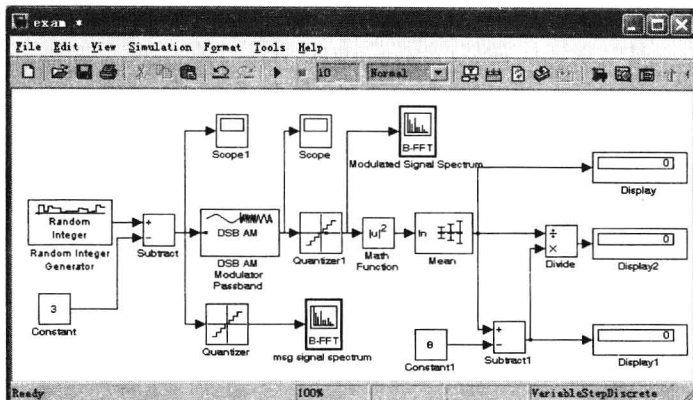 exam *
File Edit View Simulation Format Tools Help
10
Normal
Scope1
Scope
B-FFT
Modulated Signal Spectrum
0
Display
Random
Integer
Random Integer
Generator
+
−
Subtract
DSB AM
DSB AM
Modulator
Passband
Quantizer1
|u|²
Math
Function
In
Mean
÷
×
Divide
0
Display2
3
Constant
Quantizer
B-FFT
msg signal spectrum
Constant1
+
−
Subtract1
0
Display1
Ready
100%
VariableStepDiscrete